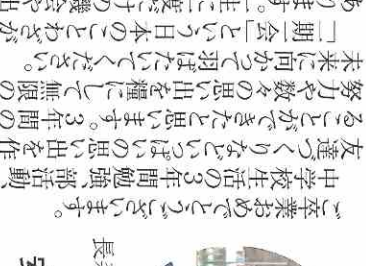 ご卒業おめでとうございます。
中学校生活の3年間勉強、部活動、
友達づくりなどいっぱいの思い出を作
ることができたと思います。3年間の
努力や数々の思い出を糧にして無限の
未来に向かって羽ばたいてください。
「一期一会」という日本のことわざが
あります。一生に一度だけの機会や
長